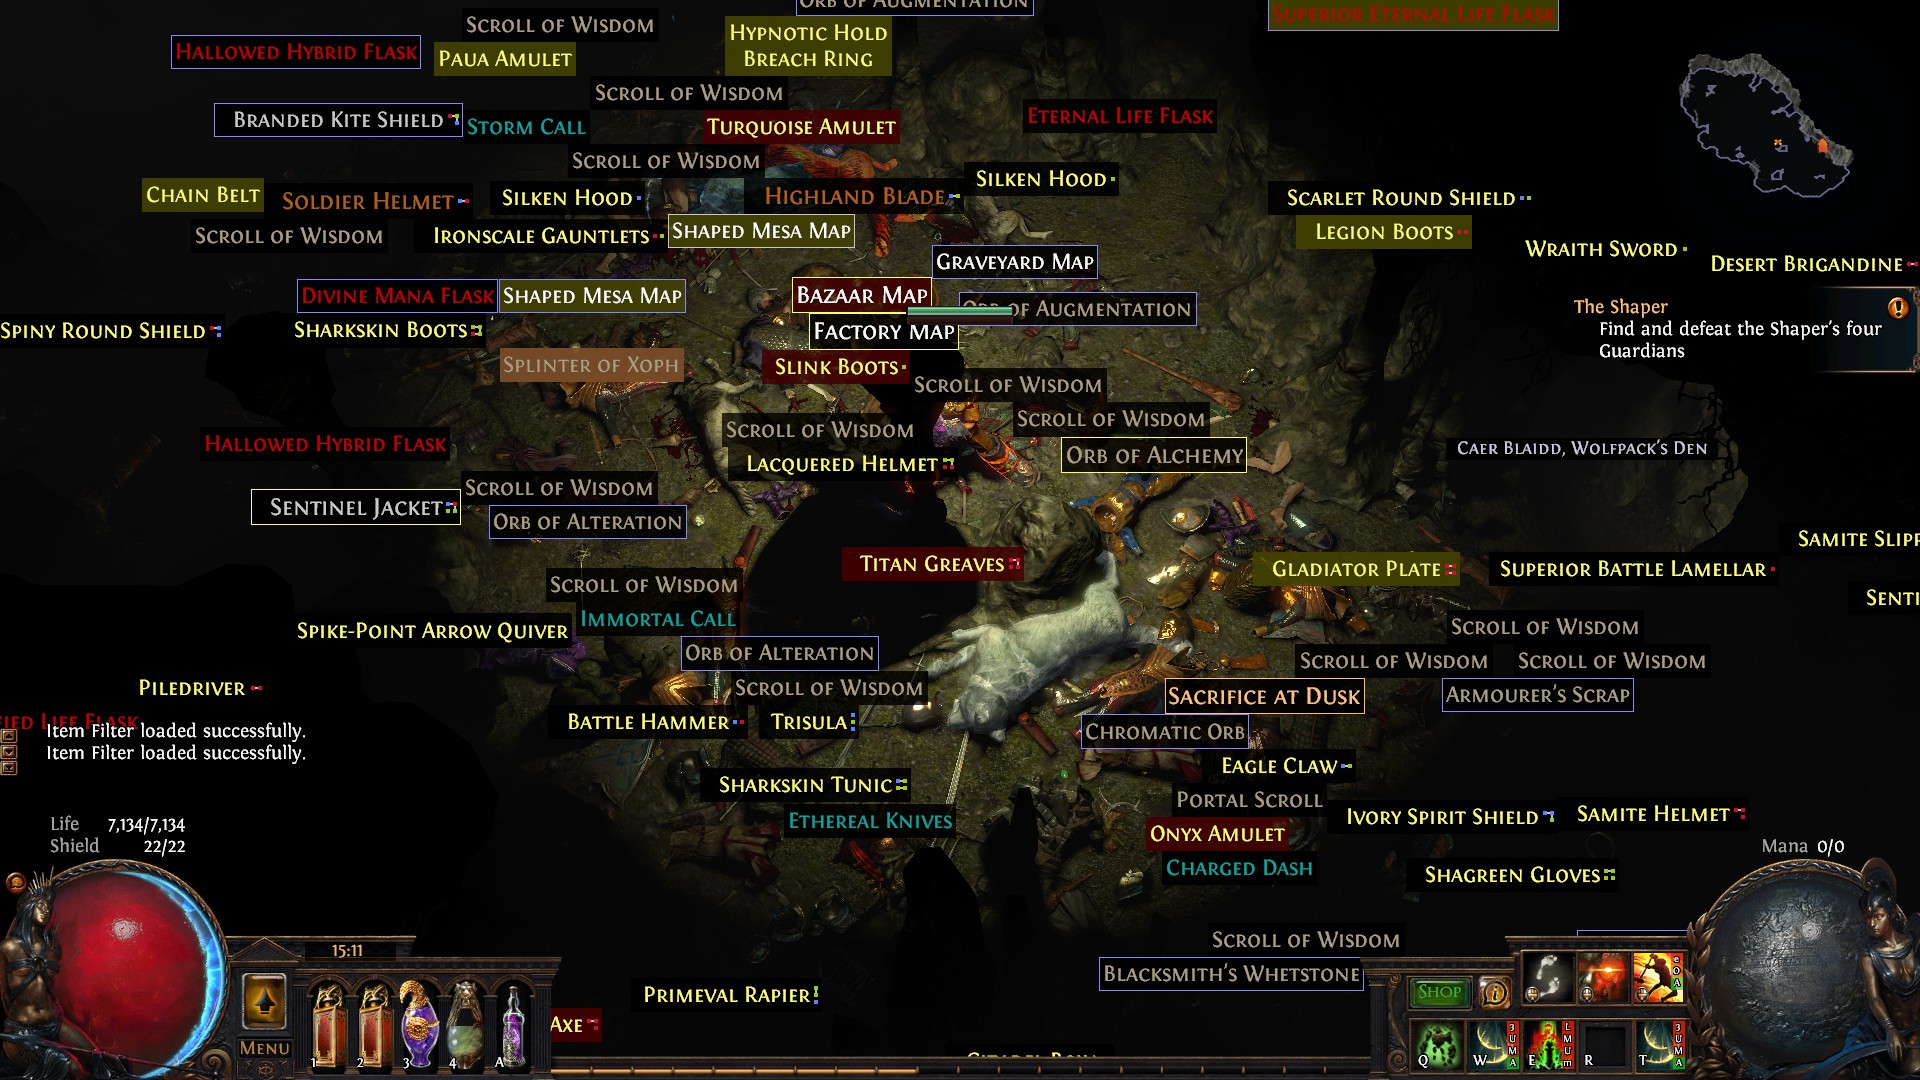 ORB OF AUGMENTATION
SUPERIOR ETERNAL LIFE FLASK
SCROLL OF WISDOM
HYPNOTIC HOLD
BREACH RING
HALLOWED HYBRID FLASK
PAUA AMULET
SCROLL OF WISDOM
BRANDED KITE SHIELD
STORM CALL
TURQUOISE AMULET
ETERNAL LIFE FLASK
SCROLL OF WISDOM
SILKEN HOOD
CHAIN BELT
SOLDIER HELMET
SILKEN HOOD
HIGHLAND BLADE
SCARLET ROUND SHIELD
SCROLL OF WISDOM
IRONSCALE GAUNTLETS
SHAPED MESA MAP
LEGION BOOTS
WRAITH SWORD
DESERT BRIGANDINE
GRAVEYARD MAP
DIVINE MANA FLASK
SHAPED MESA MAP
BAZAAR MAP
OF AUGMENTATION
The Shaper
Find and defeat the Shaper's four
Guardians
SPINY ROUND SHIELD
SHARKSKIN BOOTS
FACTORY MAP
SPLINTER OF XOPH
SLINK BOOTS
SCROLL OF WISDOM
SCROLL OF WISDOM
HALLOWED HYBRID FLASK
SCROLL OF WISDOM
LACQUERED HELMET
ORB OF ALCHEMY
CAER BLAIDD, WOLFPACK'S DEN
SCROLL OF WISDOM
SENTINEL JACKET
ORB OF ALTERATION
SAMITE SLIPP
TITAN GREAVES
GLADIATOR PLATE
SUPERIOR BATTLE LAMELLAR
SCROLL OF WISDOM
SENTI
IMMORTAL CALL
SPIKE-POINT ARROW QUIVER
SCROLL OF WISDOM
ORB OF ALTERATION
SCROLL OF WISDOM
SCROLL OF WISDOM
PILEDRIVER
SCROLL OF WISDOM
SACRIFICE AT DUSK
ARMOURER'S SCRAP
IED LIFE FLASK
BATTLE HAMMER
TRISULA
CHROMATIC ORB
Item Filter loaded successfully.
Item Filter loaded successfully.
EAGLE CLAW
SHARKSKIN TUNIC
PORTAL SCROLL
ETHEREAL KNIVES
IVORY SPIRIT SHIELD
SAMITE HELMET
Life 7,134/7,134
Shield 22/22
ONYX AMULET
Mana 0/0
CHARGED DASH
SHAGREEN GLOVES
SCROLL OF WISDOM
15:11
BLACKSMITH'S WHETSTONE
PRIMEVAL RAPIER
SHOP
AXE
MENU
1 2 3 4 A
Q W E R T